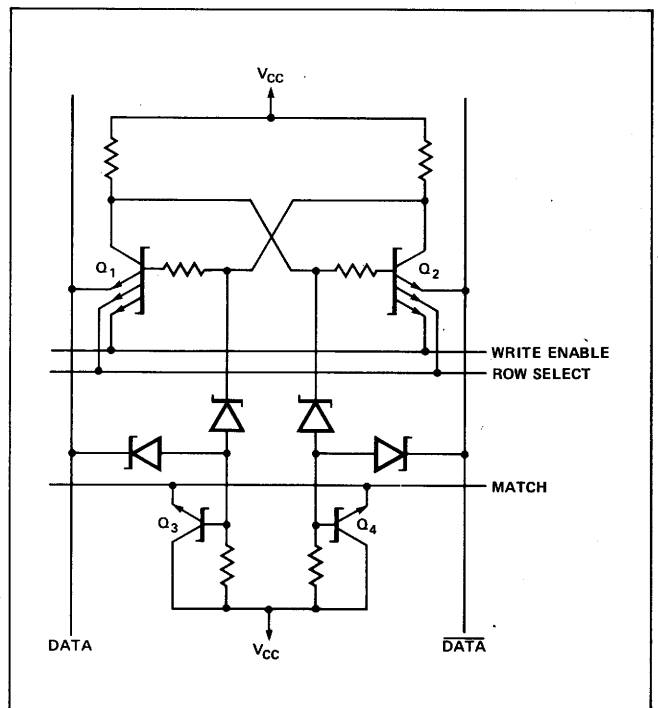 VCC
Q1
Q2
WRITE ENABLE
ROW SELECT
MATCH
Q3
Q4
DATA
VCC
DATA